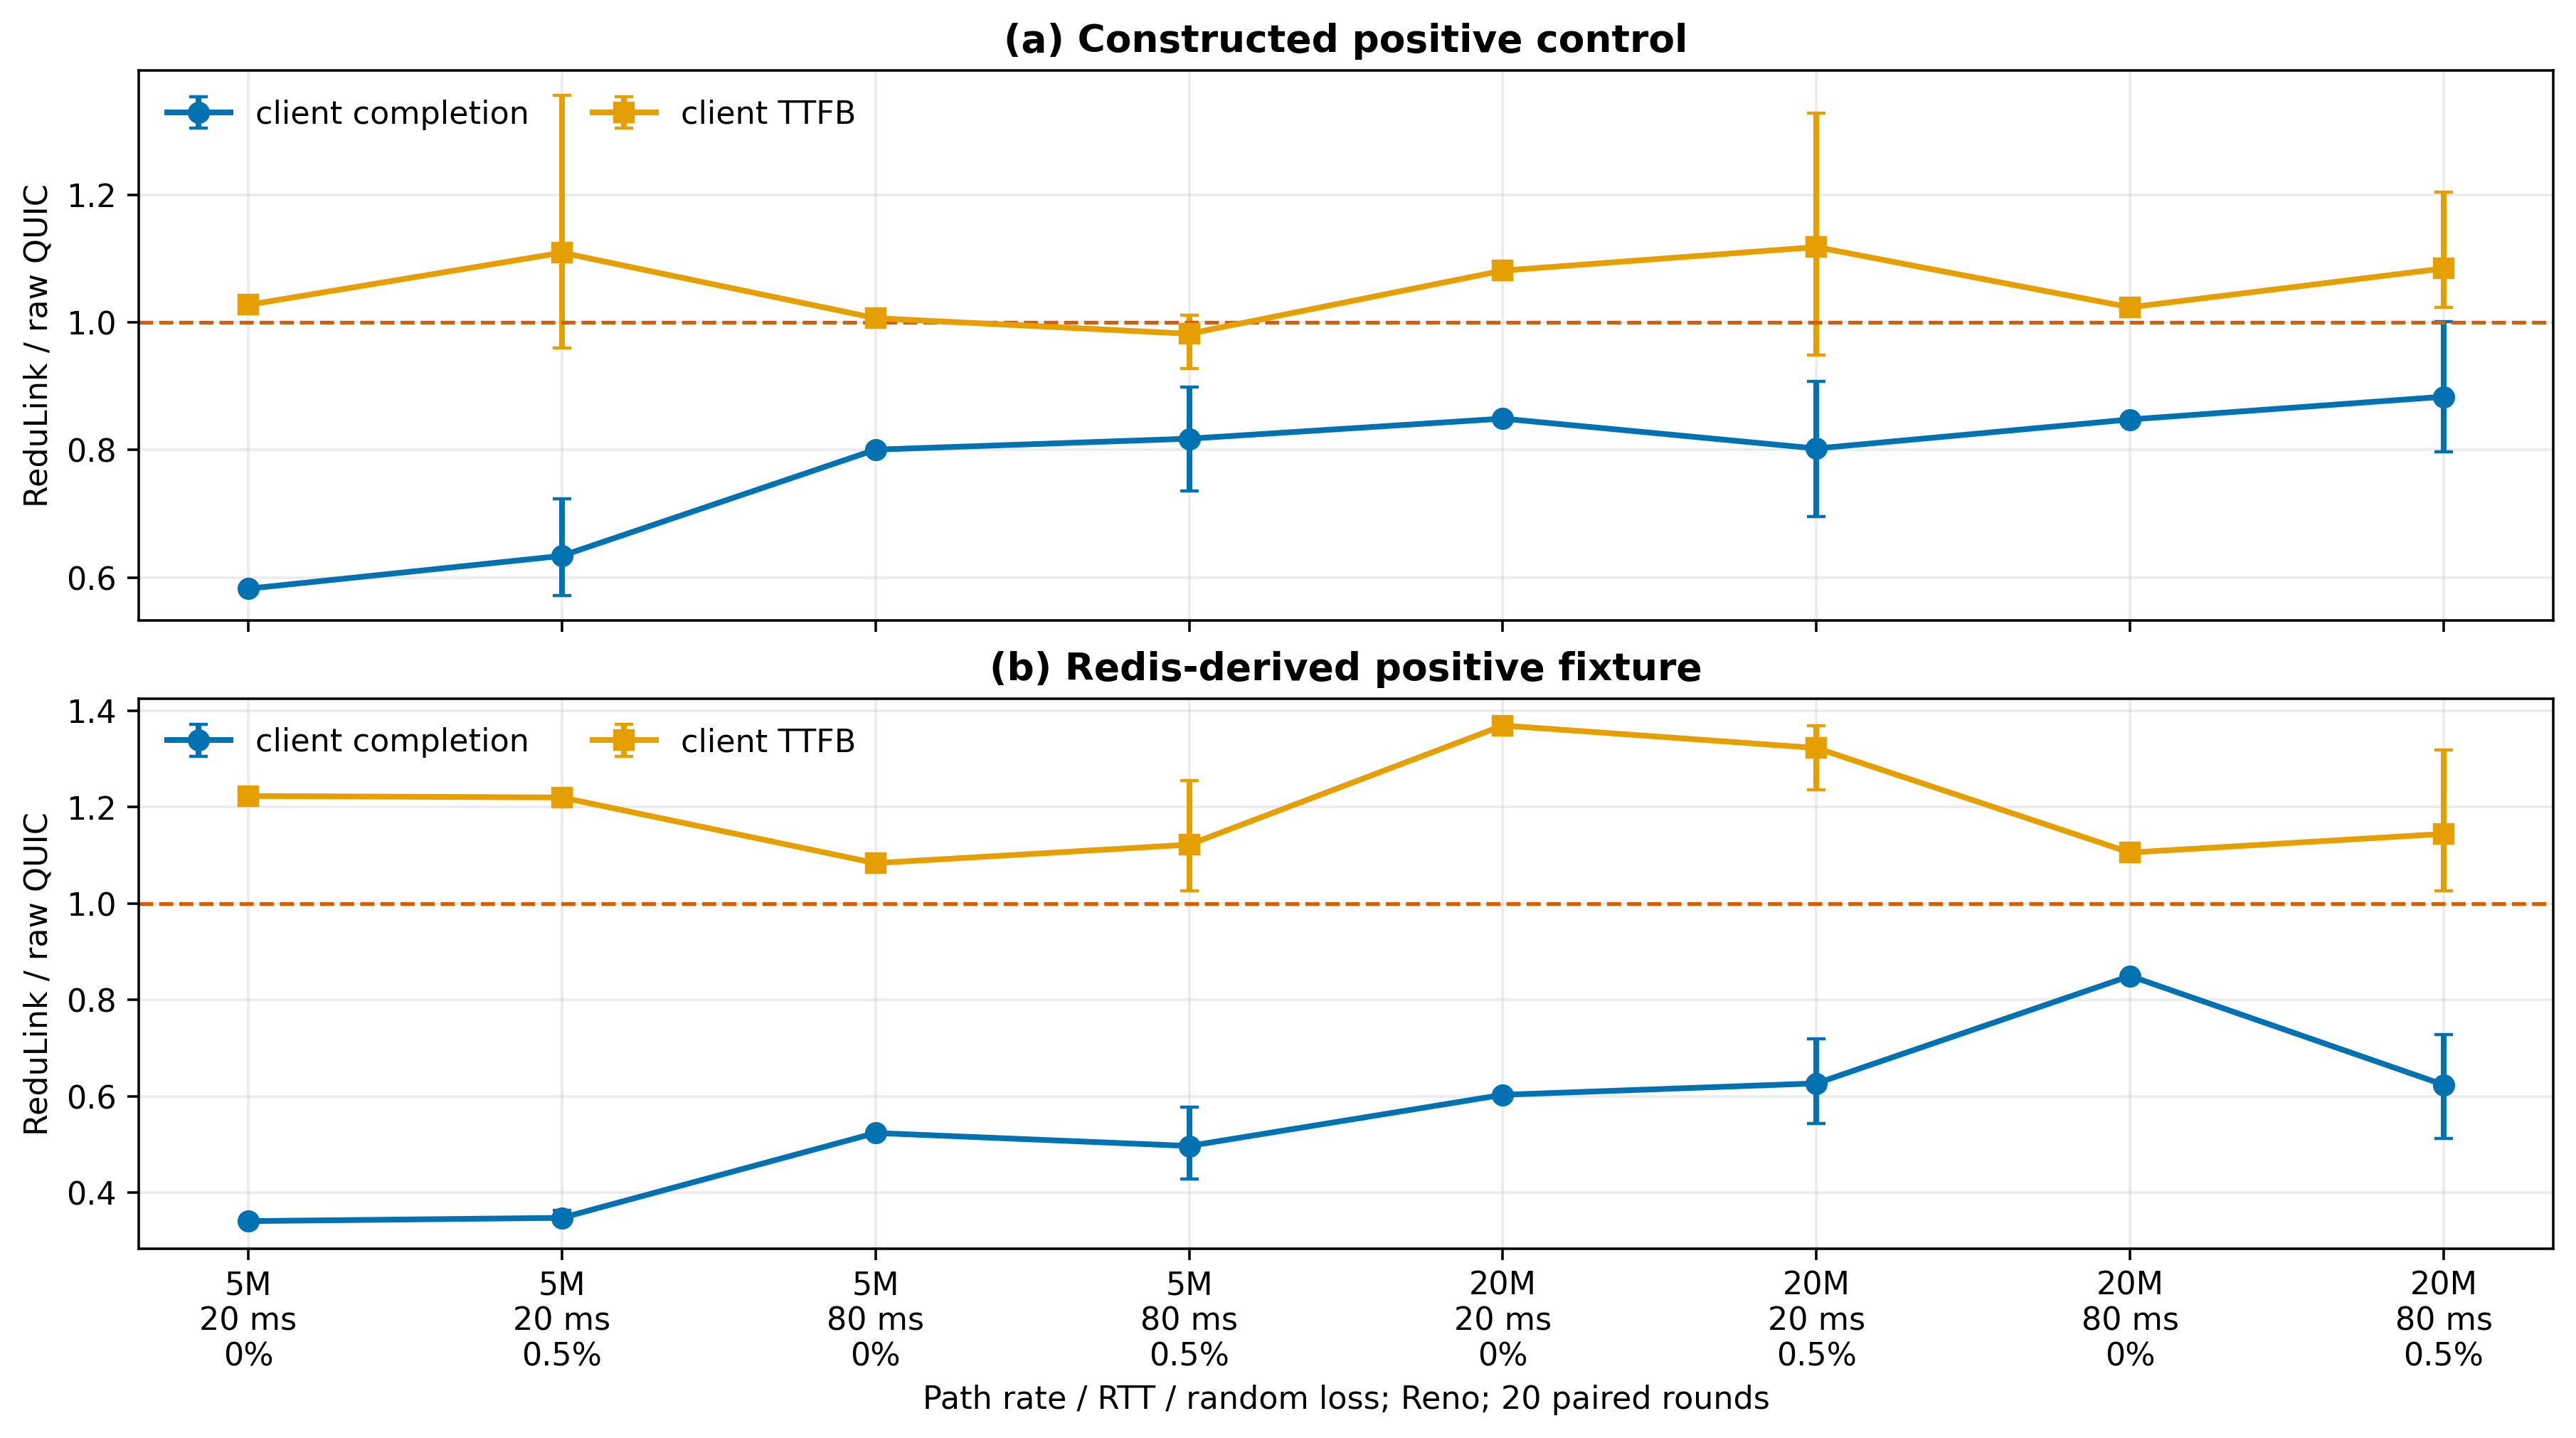 (a) Constructed positive control
client completion
client TTFB
ReduLink / raw QUIC
1.2
1.0
0.8
0.6
(b) Redis-derived positive fixture
client completion
client TTFB
ReduLink / raw QUIC
1.4
1.2
1.0
0.8
0.6
0.4
5M 5M 5M 5M 20M 20M 20M 20M
20 ms 20 ms 80 ms 80 ms 20 ms 20 ms 80 ms 80 ms
0% 0.5% 0% 0.5% 0% 0.5% 0% 0.5%
Path rate / RTT / random loss; Reno; 20 paired rounds